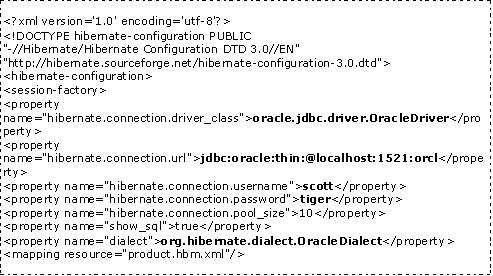 <?xml version='1.0' encoding='utf-8'?>
<!DOCTYPE hibernate-configuration PUBLIC
"-//Hibernate/Hibernate Configuration DTD 3.0//EN"
"http://hibernate.sourceforge.net/hibernate-configuration-3.0.dtd">
<hibernate-configuration>
<session-factory>
<property
name="hibernate.connection.driver_class">oracle.jdbc.driver.OracleDriver</pro
perty>
<property
name="hibernate.connection.url">jdbc:oracle:thin:@localhost:1521:orcl</prope
rty>
<property name="hibernate.connection.username">scott</property>
<property name="hibernate.connection.password">tiger</property>
<property name="hibernate.connection.pool_size">10</property>
<property name="show_sql">true</property>
<property name="dialect">org.hibernate.dialect.OracleDialect</property>
<mapping resource="product.hbm.xml"/>